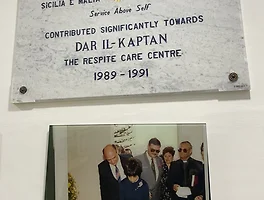 SICILIA E MALTA
Service Above Self
CONTRIBUTED SIGNIFICANTLY TOWARDS
DAR IL-KAPTAN
THE RESPITE CARE CENTRE
1989 - 1991